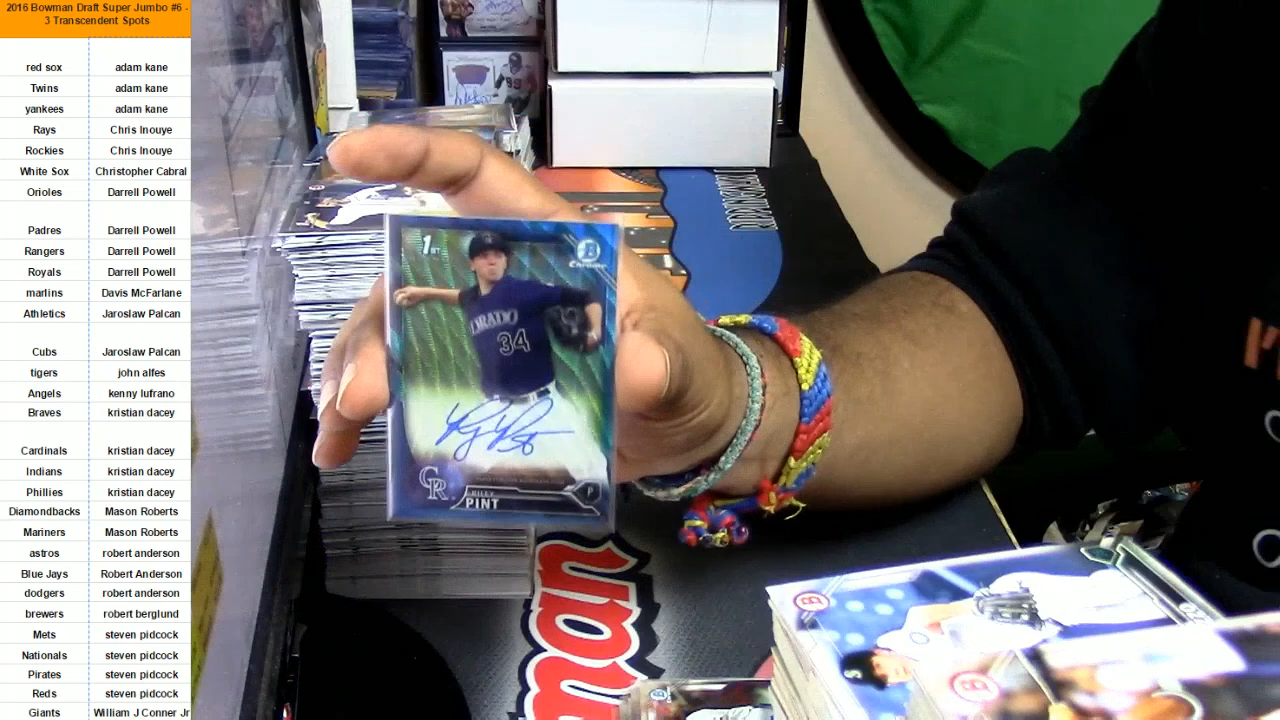 2016 Bowman Draft Super Jumbo #6 -
3 Transcendent Spots
red sox adam kane
Twins adam kane
yankees adam kane
Rays Chris Inouye
Rockies Chris Inouye
White Sox Christopher Cabral
Orioles Darrell Powell
Padres Darrell Powell
Rangers Darrell Powell
Royals Darrell Powell
marlins Davis McFarlane
Athletics Jaroslaw Palcan
Cubs Jaroslaw Palcan
tigers john alfes
Angels kenny lufrano
Braves kristian dacey
Cardinals kristian dacey
Indians kristian dacey
Phillies kristian dacey
Diamondbacks Mason Roberts
Mariners Mason Roberts
astros robert anderson
Blue Jays Robert Anderson
dodgers robert anderson
brewers robert berglund
Mets steven pidcock
Nationals steven pidcock
Pirates steven pidcock
Reds steven pidcock
Giants William J Conner Jr
1ST
B
Chrome
34
CR
RILEY
PINT
P
99
B
B